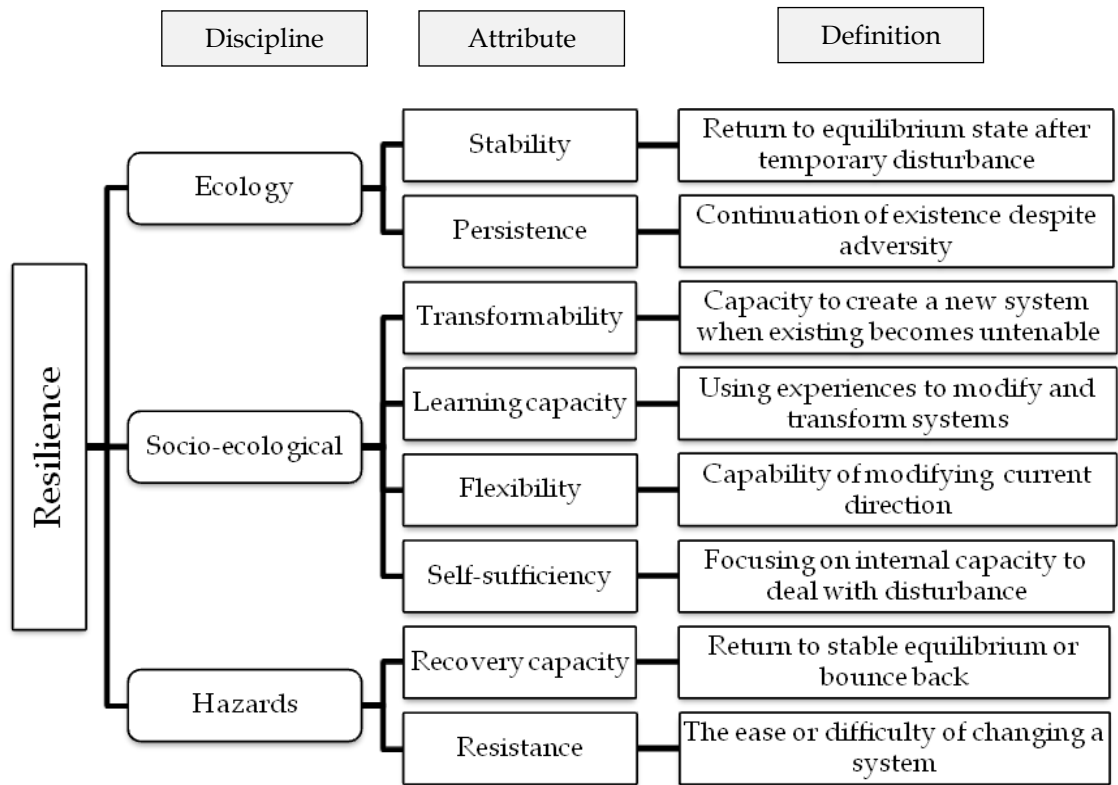 Discipline
Attribute
Definition
Resilience
Ecology
Stability
Return to equilibrium state after
temporary disturbance
Persistence
Continuation of existence despite
adversity
Socio-ecological
Transformability
Capacity to create a new system
when existing becomes untenable
Learning capacity
Using experiences to modify and
transform systems
Flexibility
Capability of modifying current
direction
Self-sufficiency
Focusing on internal capacity to
deal with disturbance
Hazards
Recovery capacity
Return to stable equilibrium or
bounce back
Resistance
The ease or difficulty of changing a
system